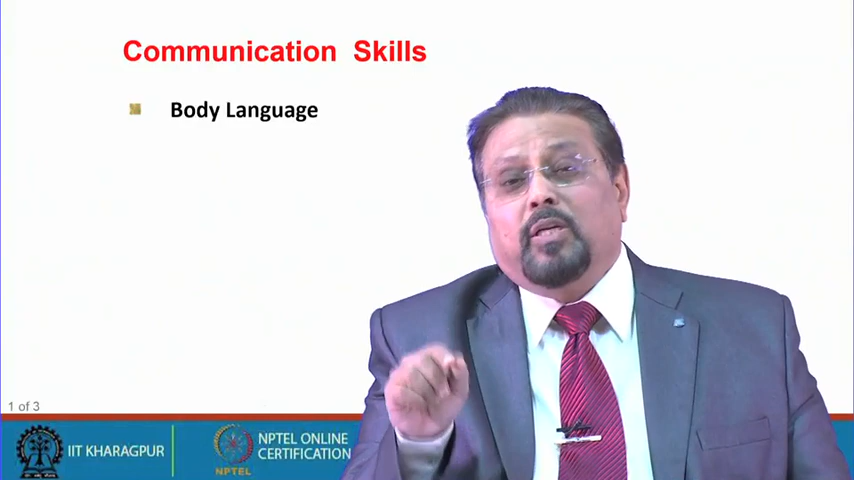 Communication Skills
Body Language
1 of 3
IIT KHARAGPUR
NPTEL ONLINE
CERTIFICATION
NPTEL